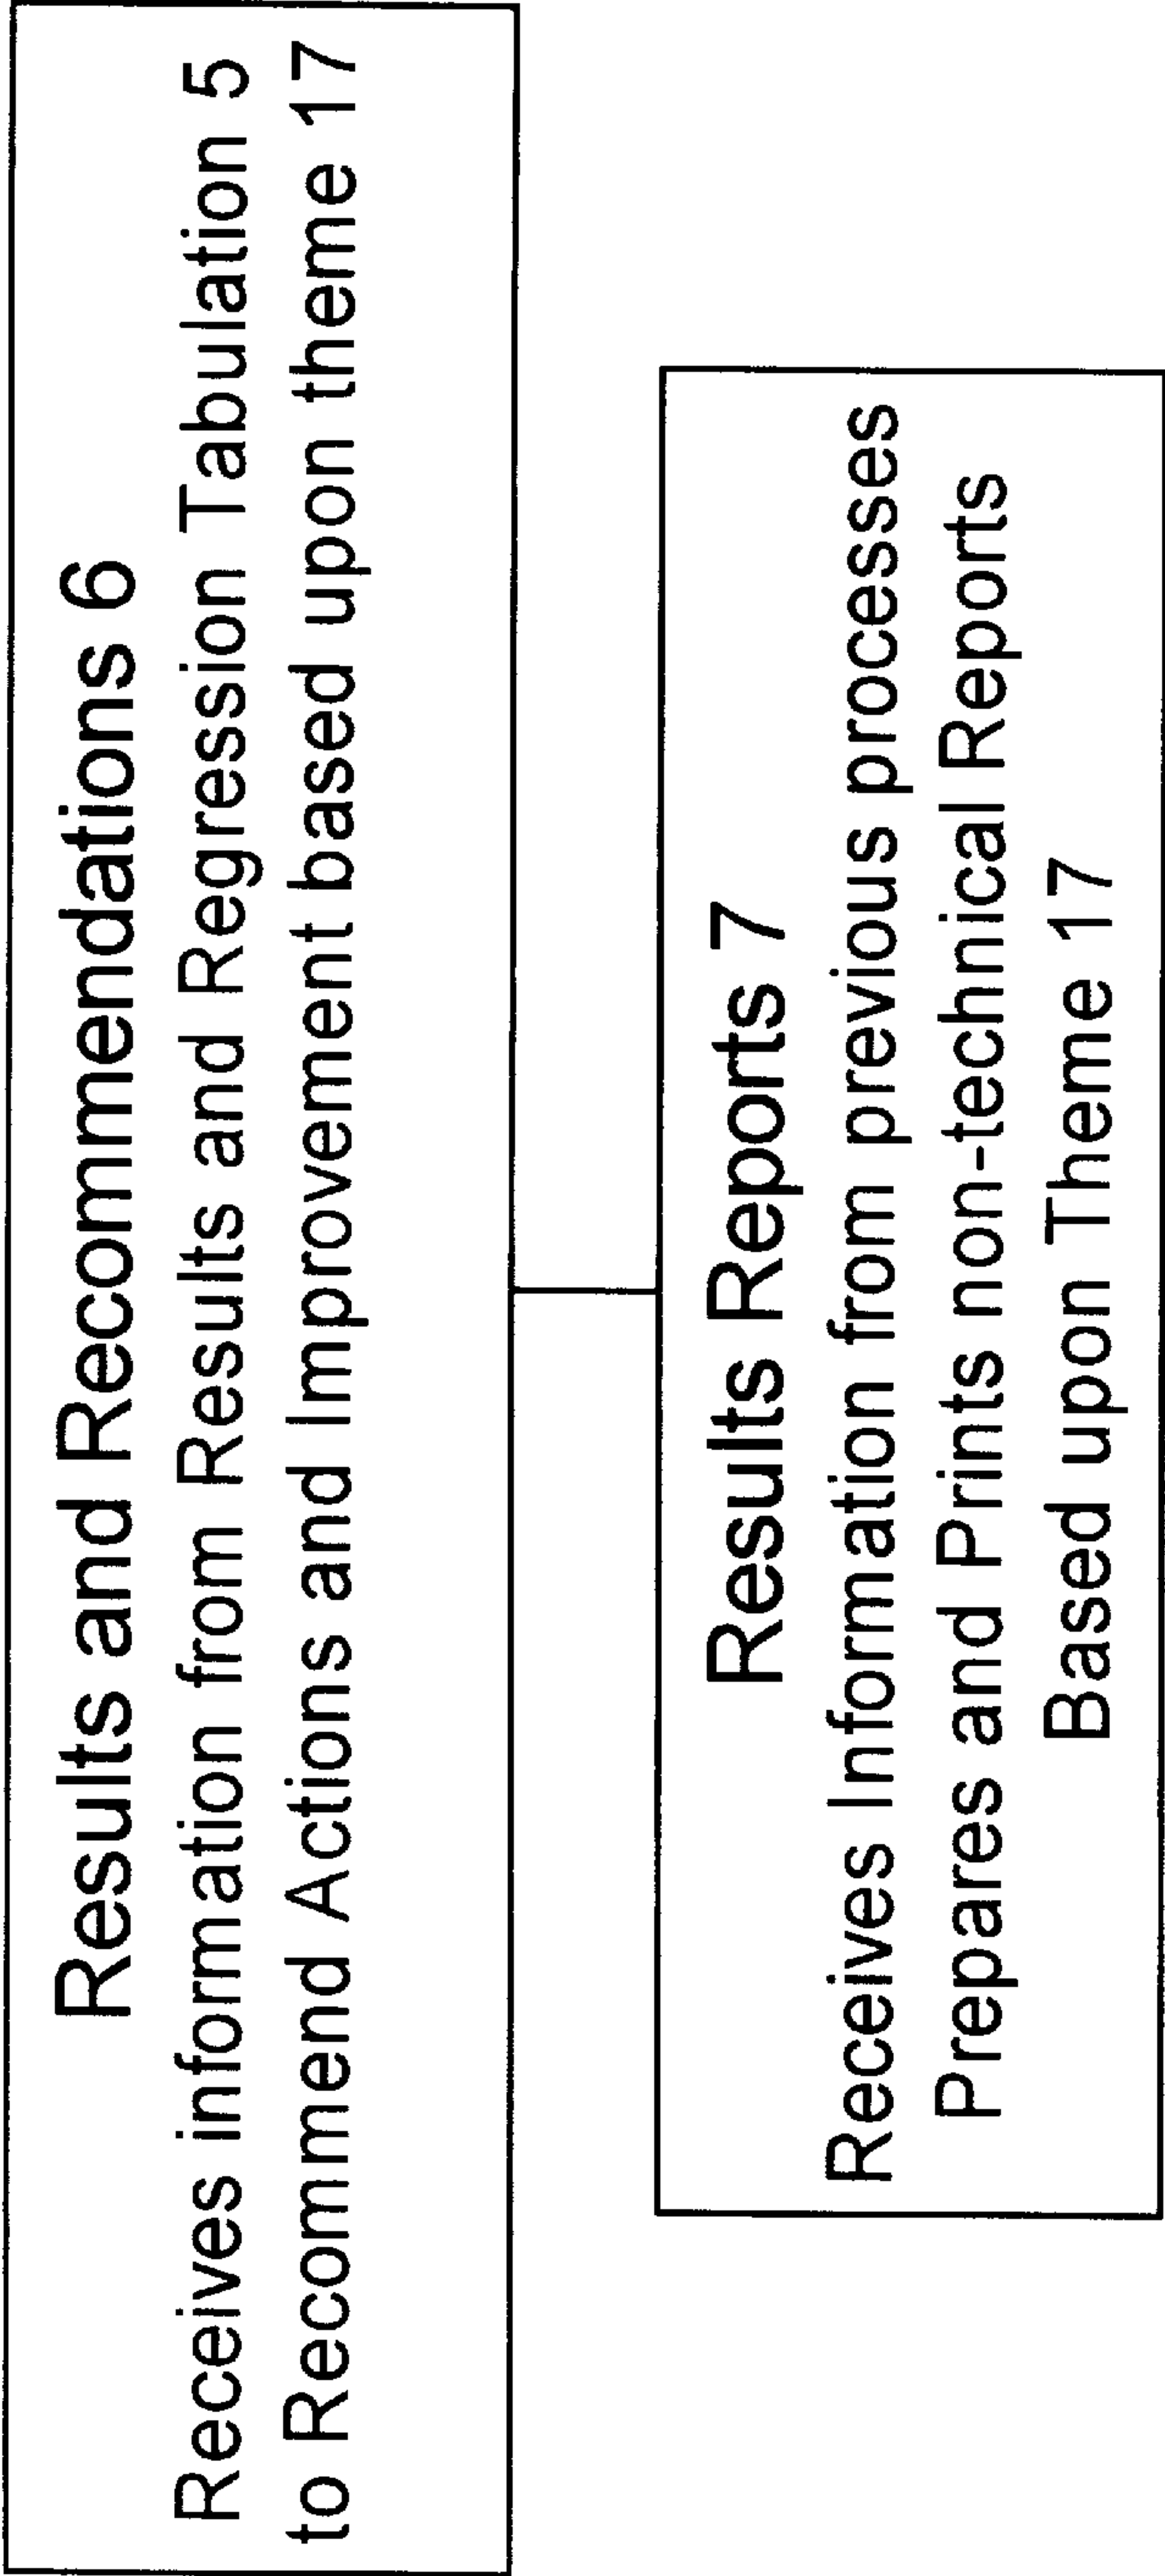 Results and Recommendations 6
Receives information from Results and Regression Tabulation 5
to Recommend Actions and Improvement based upon theme 17
Results Reports 7
Receives Information from previous processes
Prepares and Prints non-technical Reports
Based upon Theme 17